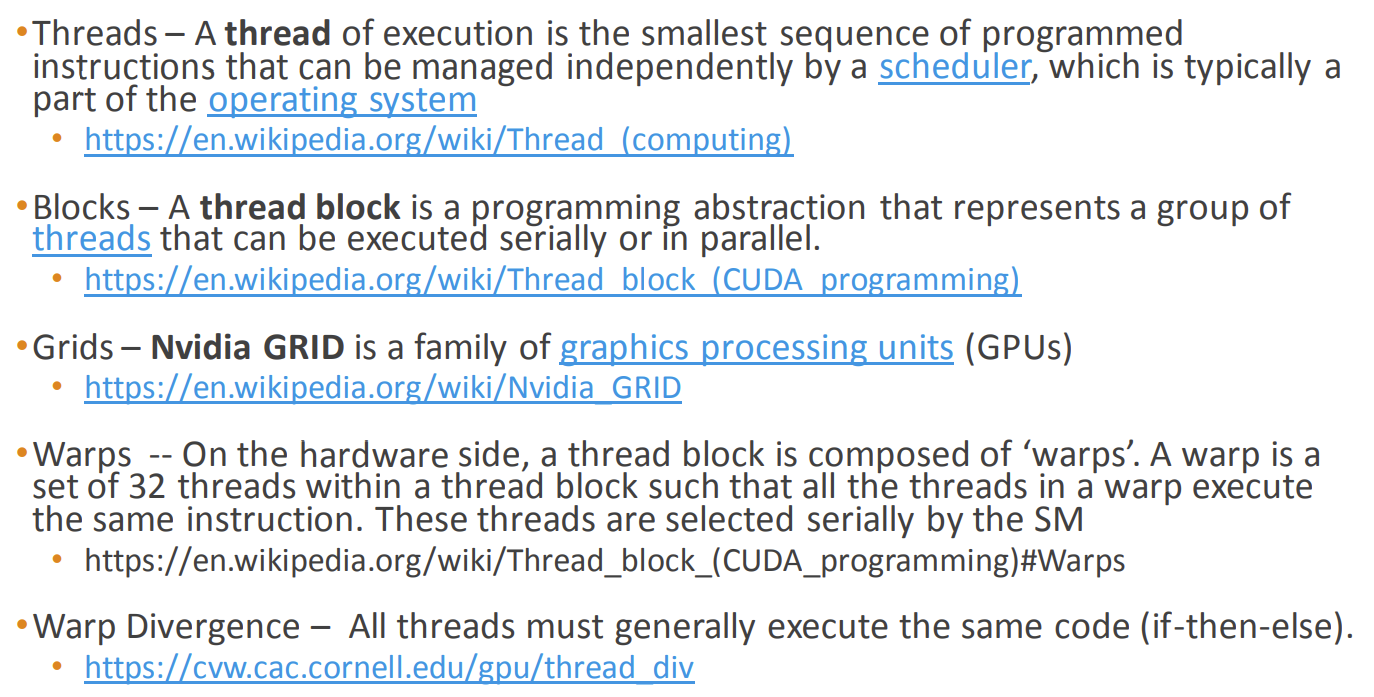 •Threads – A thread of execution is the smallest sequence of programmed
instructions that can be managed independently by a scheduler, which is typically a
part of the operating system
• https://en.wikipedia.org/wiki/Thread_(computing)
•Blocks – A thread block is a programming abstraction that represents a group of
threads that can be executed serially or in parallel.
• https://en.wikipedia.org/wiki/Thread_block_(CUDA_programming)
•Grids – Nvidia GRID is a family of graphics processing units (GPUs)
• https://en.wikipedia.org/wiki/Nvidia_GRID
•Warps -- On the hardware side, a thread block is composed of ‘warps’. A warp is a
set of 32 threads within a thread block such that all the threads in a warp execute
the same instruction. These threads are selected serially by the SM
• https://en.wikipedia.org/wiki/Thread_block_(CUDA_programming)#Warps
•Warp Divergence – All threads must generally execute the same code (if-then-else).
• https://cvw.cac.cornell.edu/gpu/thread_div